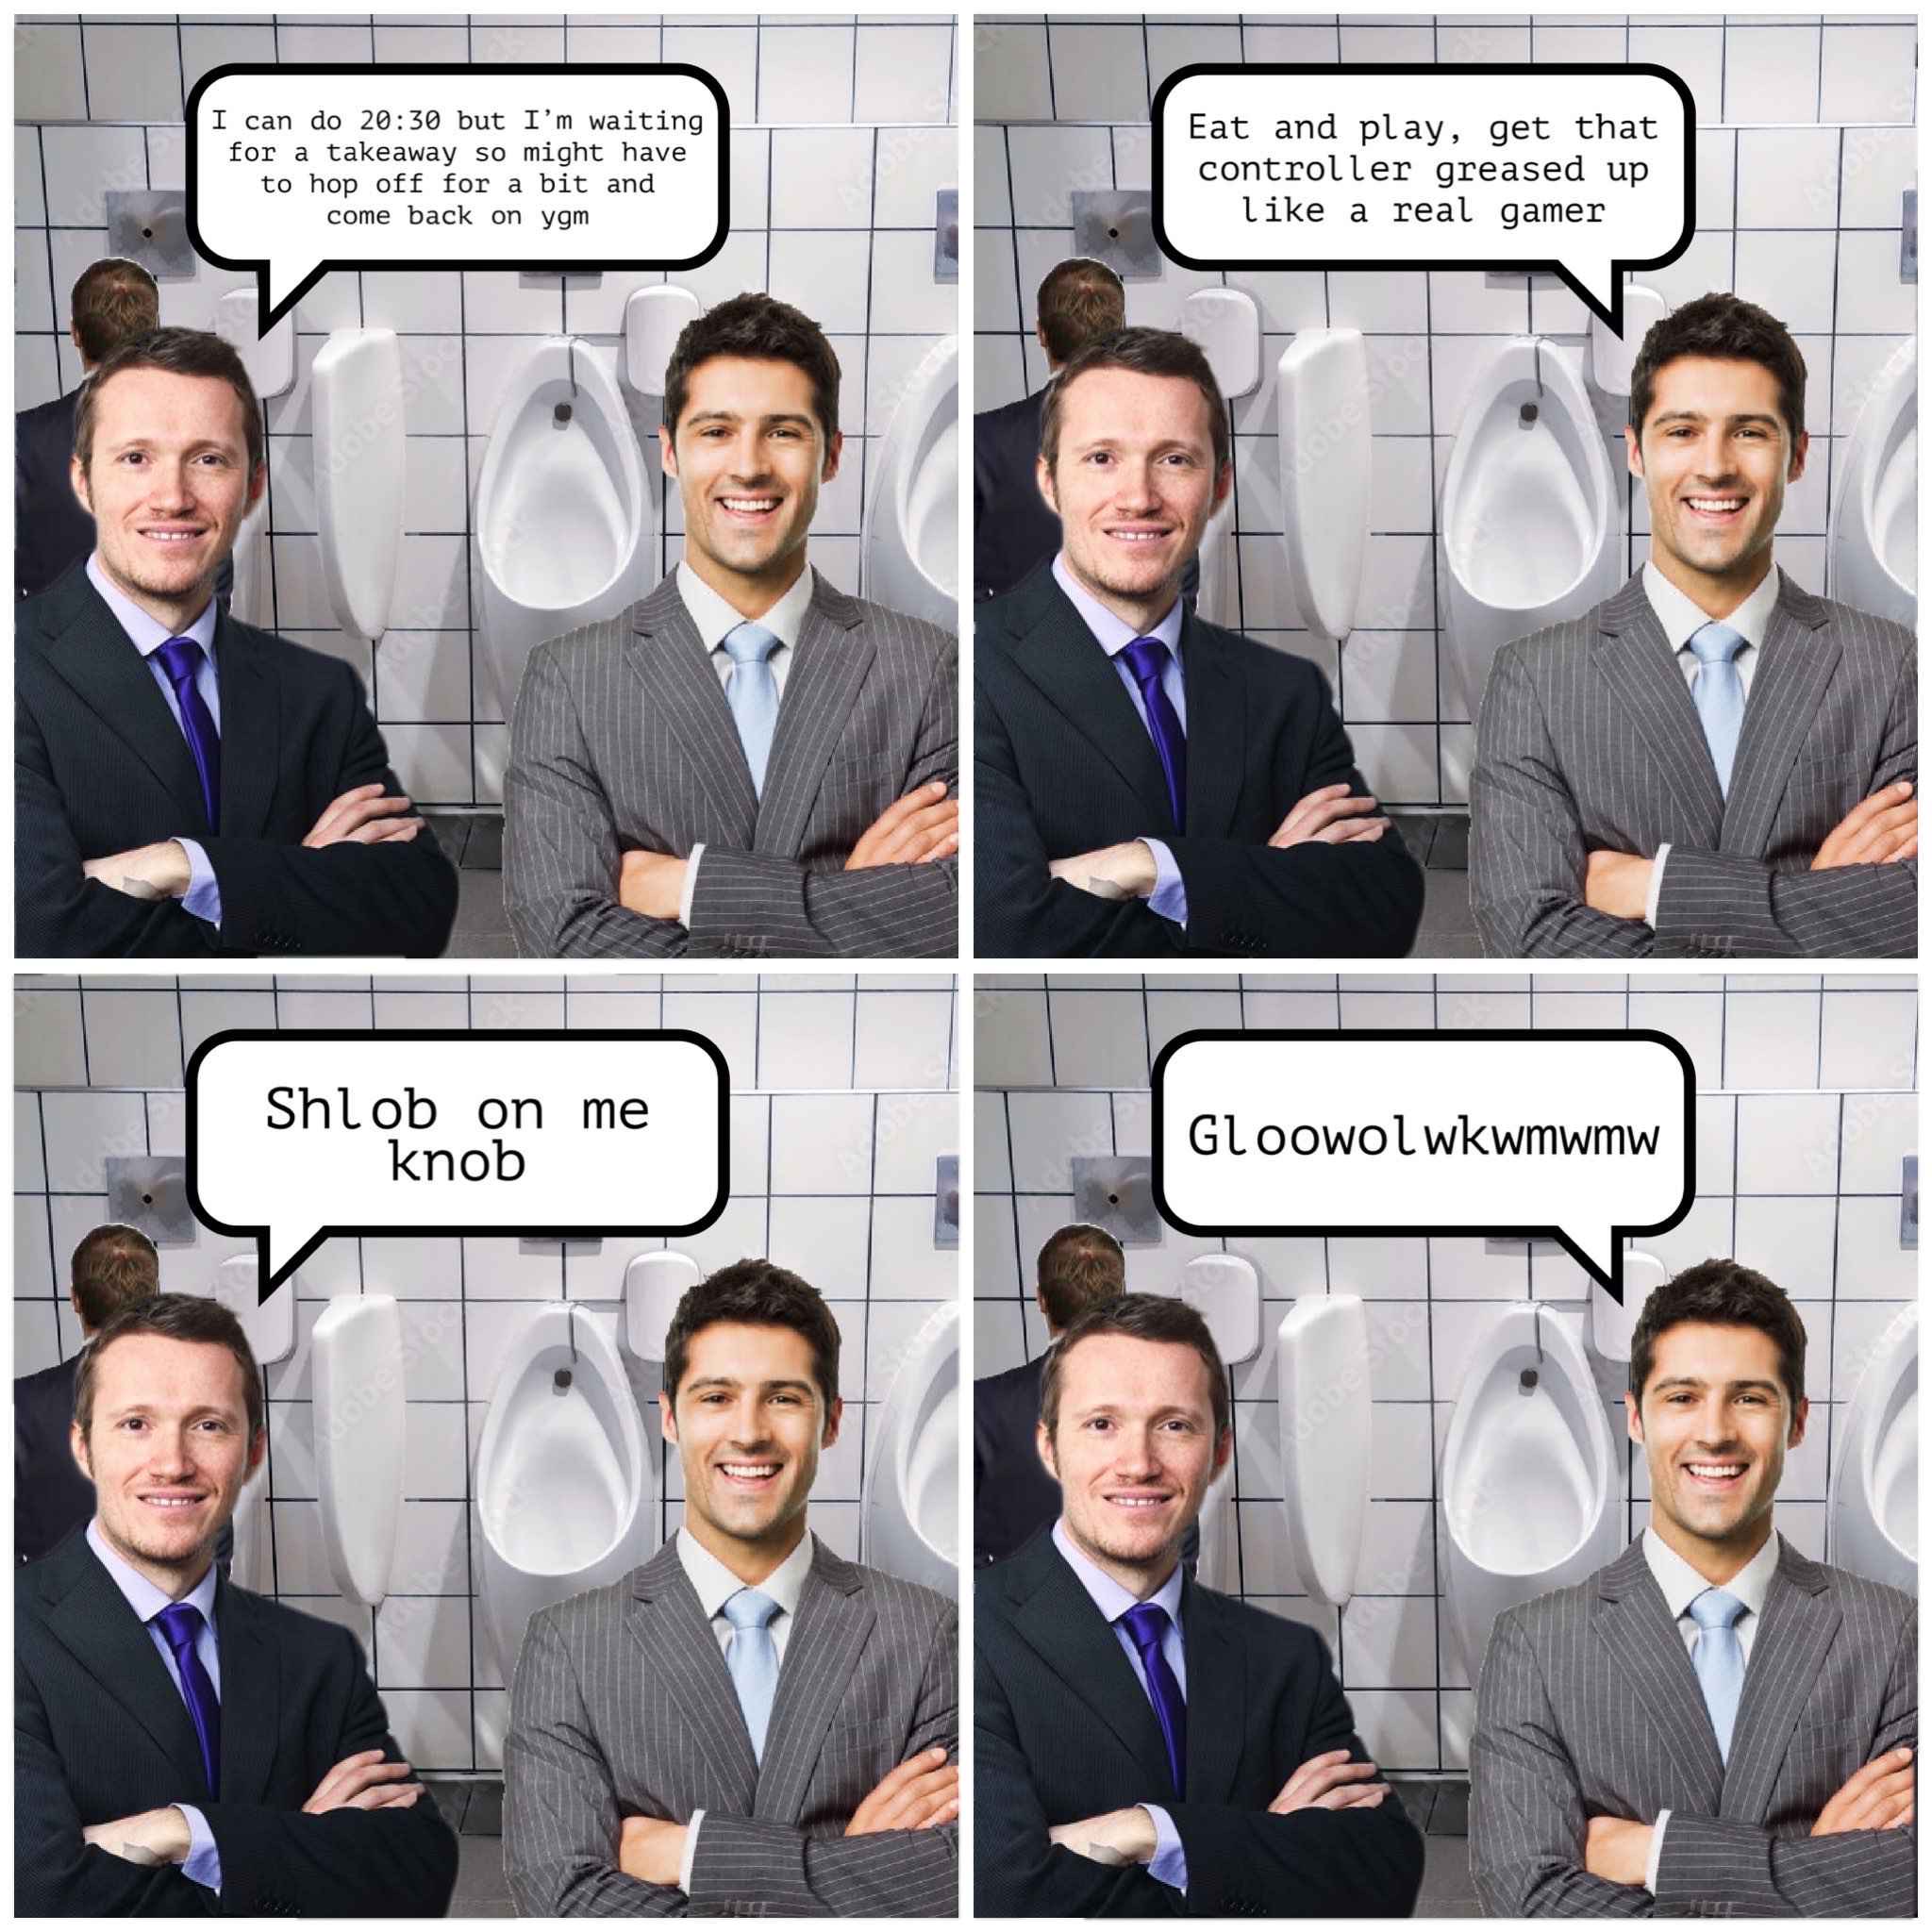 I can do 20:30 but I’m waiting
for a takeaway so might have
to hop off for a bit and
come back on ygm
Eat and play, get that
controller greased up
like a real gamer
Shlob on me
knob
Gloowolwkwmwmw